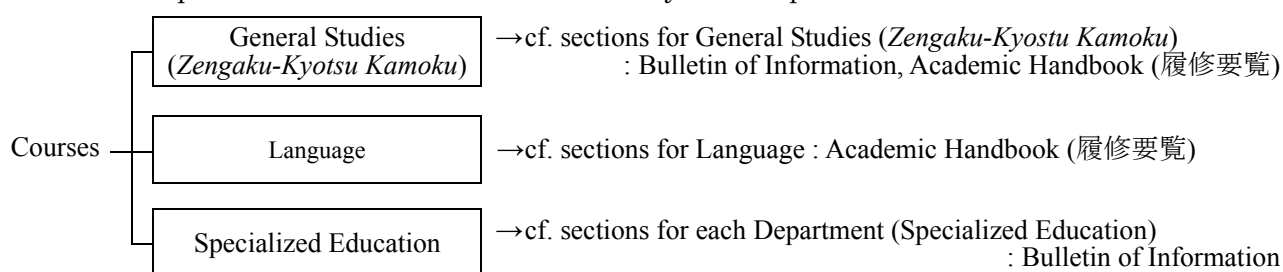 General Studies
(Zengaku-Kyotsu Kamoku)
→cf. sections for General Studies (Zengaku-Kyostu Kamoku)
: Bulletin of Information, Academic Handbook (履修要覧)
Courses
Language
→cf. sections for Language : Academic Handbook (履修要覧)
Specialized Education
→cf. sections for each Department (Specialized Education)
: Bulletin of Information